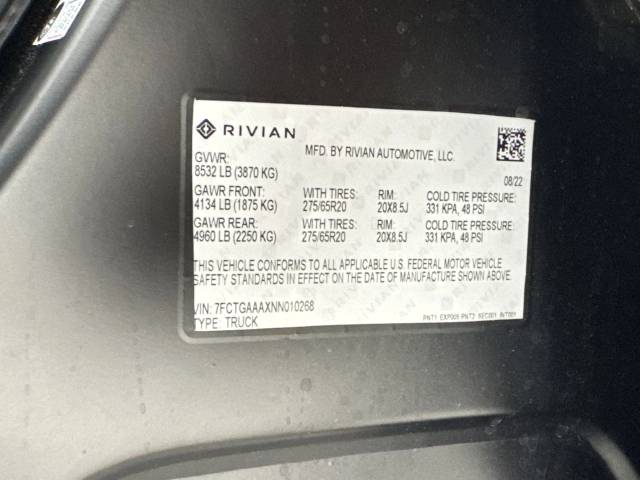 RIVIAN
MFD. BY RIVIAN AUTOMOTIVE, LLC.
GVWR:
8532 LB (3870 KG)
08/22
GAWR FRONT: WITH TIRES: RIM: COLD TIRE PRESSURE:
4134 LB (1875 KG) 275/65R20 20X8.5J 331 KPA, 48 PSI
GAWR REAR: WITH TIRES: RIM: COLD TIRE PRESSURE:
4960 LB (2250 KG) 275/65R20 20X8.5J 331 KPA, 48 PSI
THIS VEHICLE CONFORMS TO ALL APPLICABLE U.S. FEDERAL MOTOR VEHICLE
SAFETY STANDARDS IN EFFECT ON THE DATE OF MANUFACTURE SHOWN ABOVE.
VIN: 7FCTGAAAXNN010268
TYPE: TRUCK
PNT1_EXP005 PNT2_ SEC001_INT001